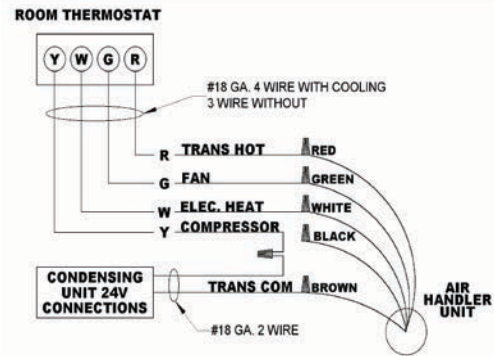 ROOM THERMOSTAT
Y W G R
#18 GA. 4 WIRE WITH COOLING
3 WIRE WITHOUT
R TRANS HOT RED
G FAN GREEN
W ELEC. HEAT WHITE
Y COMPRESSOR
BLACK
CONDENSING
UNIT 24V
CONNECTIONS
TRANS COM BROWN
AIR
HANDLER
UNIT
#18 GA. 2 WIRE